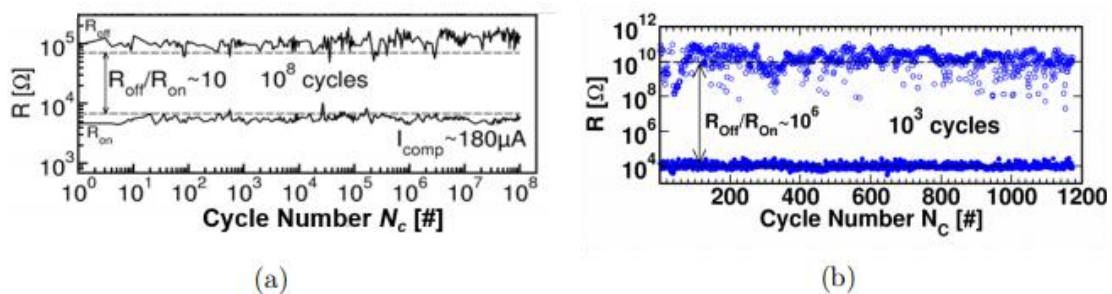 R_off
10^5
R_off/R_on ~10 10^8 cycles
R [Ω]
10^4
R_on
I_comp~180µA
10^3
10^0 10^1 10^2 10^3 10^4 10^5 10^6 10^7 10^8
Cycle Number N_c [#]
(a)
10^12
10^10
R [Ω]
10^8
R_Off/R_On~10^6
10^3 cycles
10^6
10^4
200 400 600 800 1000 1200
Cycle Number N_C [#]
(b)